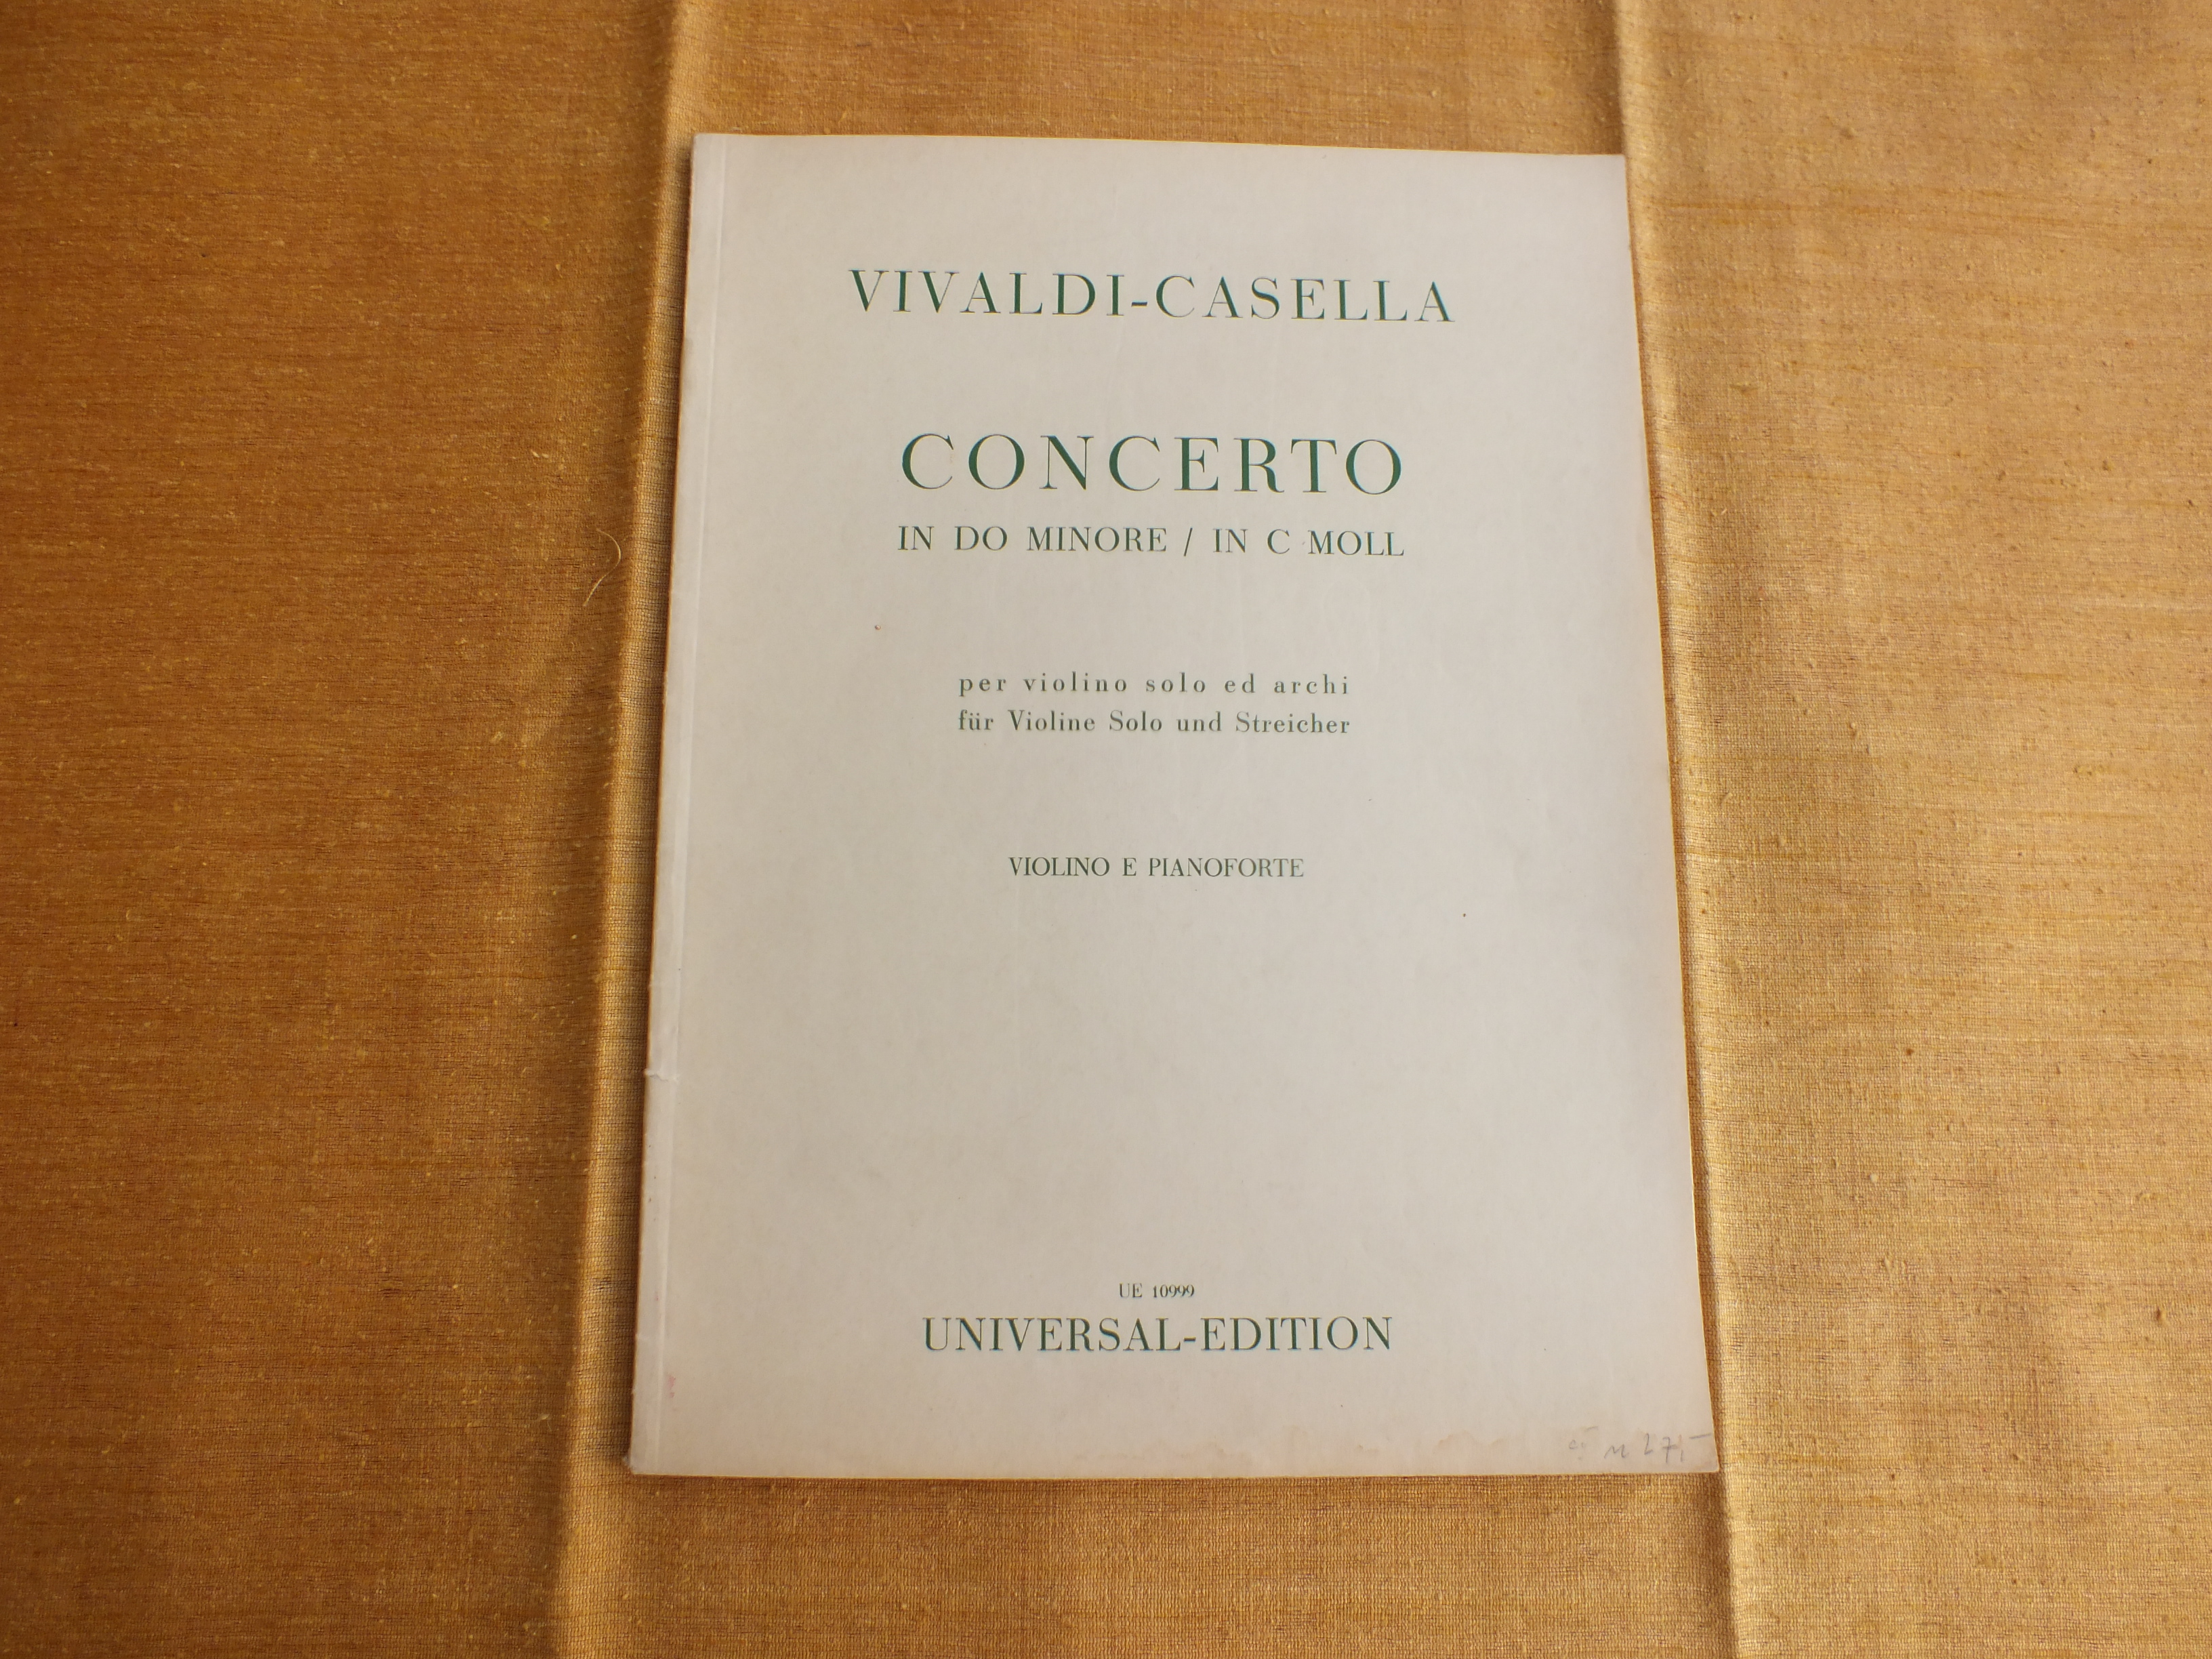 VIVALDI-CASELLA
CONCERTO
IN DO MINORE / IN C MOLL
per violino solo ed archi
für Violine Solo und Streicher
VIOLINO E PIANOFORTE
UE 10999
UNIVERSAL-EDITION